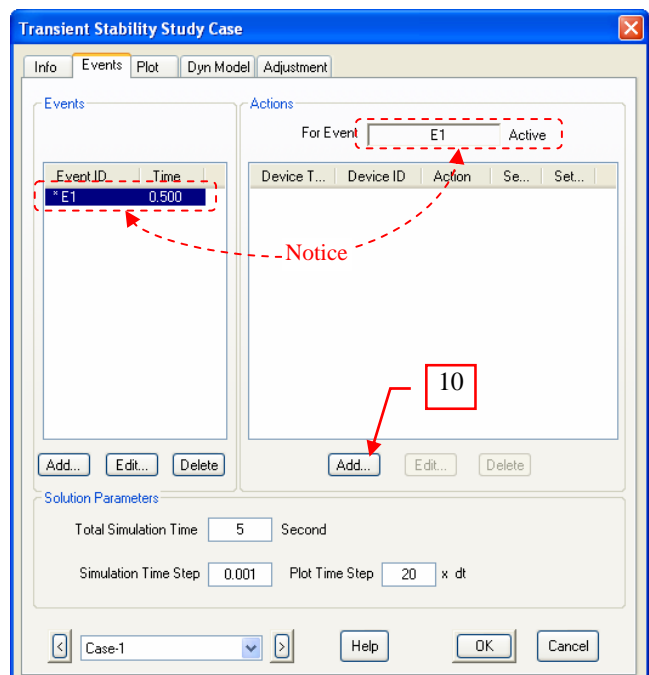 Transient Stability Study Case
Info Events Plot Dyn Model Adjustment
Events
Actions
For Event E1 Active
Event ID Time
* E1 0.500
Device T... Device ID Action Se... Set...
Notice
10
Add... Edit... Delete
Add... Edit... Delete
Solution Parameters
Total Simulation Time 5 Second
Simulation Time Step 0.001 Plot Time Step 20 x dt
< Case-1 > Help OK Cancel